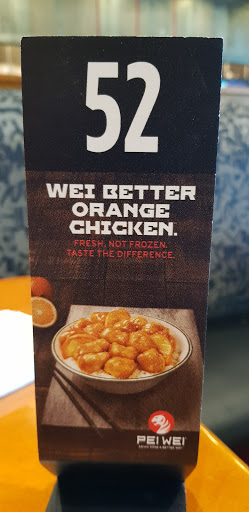 52
WEI BETTER
ORANGE
CHICKEN.
FRESH, NOT FROZEN.
TASTE THE DIFFERENCE.
PEI WEI